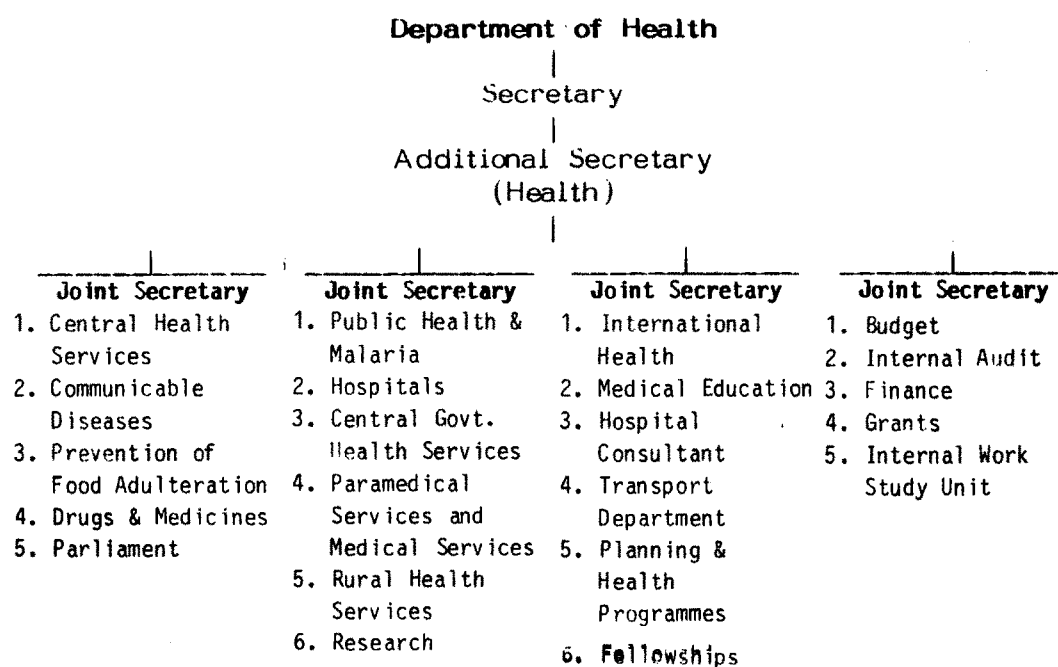 Department of Health
Secretary
Additional Secretary
(Health)
Joint Secretary
1. Central Health
Services
2. Communicable
Diseases
3. Prevention of
Food Adulteration
4. Drugs & Medicines
5. Parliament
Joint Secretary
1. Public Health &
Malaria
2. Hospitals
3. Central Govt.
Health Services
4. Paramedical
Services and
Medical Services
5. Rural Health
Services
6. Research
Joint Secretary
1. International
Health
2. Medical Education
3. Hospital
Consultant
4. Transport
Department
5. Planning &
Health
Programmes
6. Fellowships
Joint Secretary
1. Budget
2. Internal Audit
3. Finance
4. Grants
5. Internal Work
Study Unit